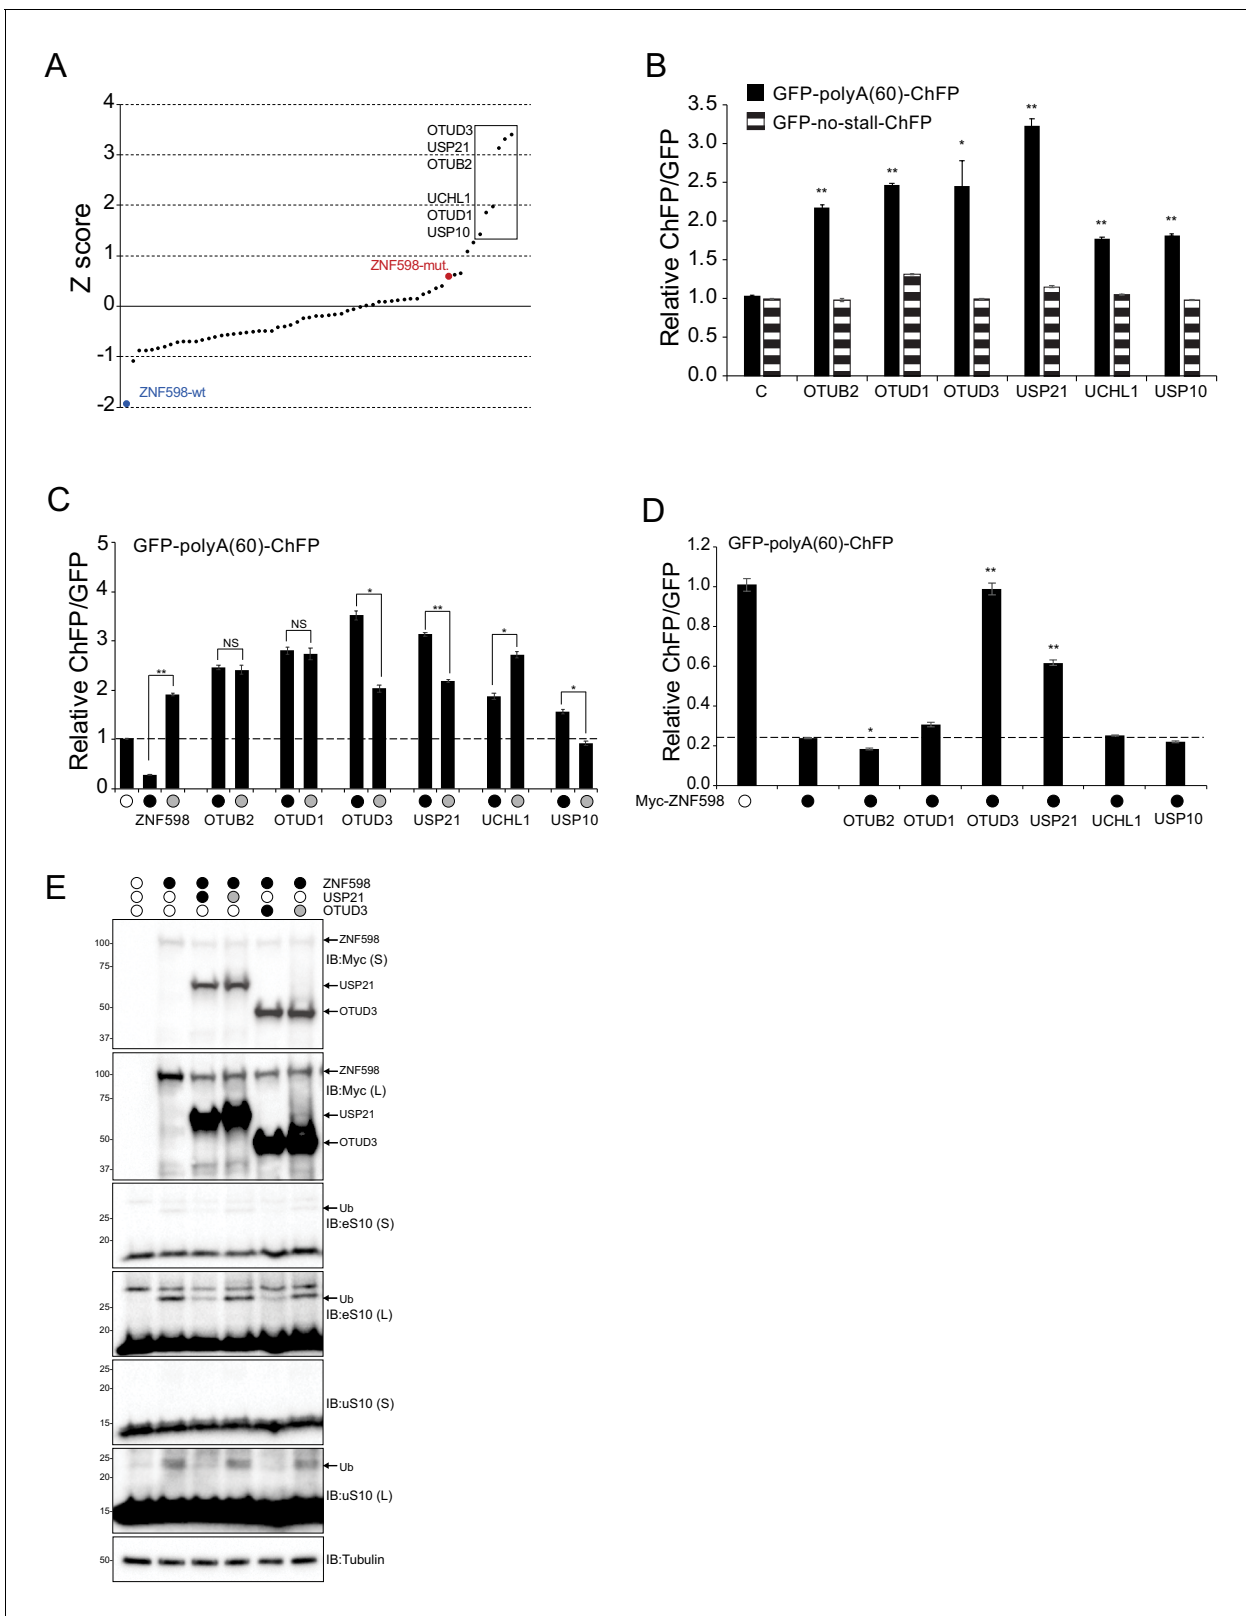 A
4
3
2
1
0
-1
-2
Z score
OTUD3
USP21
OTUB2
UCHL1
OTUD1
USP10
ZNF598-mut.
ZNF598-wt
B
GFP-polyA(60)-ChFP
GFP-no-stall-ChFP
3.5
3.0
2.5
2.0
1.5
1.0
0.5
0.0
Relative ChFP/GFP
** ** * ** ** **
C OTUB2 OTUD1 OTUD3 USP21 UCHL1 USP10
C
GFP-polyA(60)-ChFP
5
4
3
2
1
0
Relative ChFP/GFP
** NS NS * ** * *
ZNF598 OTUB2 OTUD1 OTUD3 USP21 UCHL1 USP10
D
GFP-polyA(60)-ChFP
1.2
1.0
0.8
0.6
0.4
0.2
0.0
Relative ChFP/GFP
* ** **
Myc-ZNF598
OTUB2 OTUD1 OTUD3 USP21 UCHL1 USP10
E
ZNF598
USP21
OTUD3
100-
75-
50-
37-
ZNF598
IB:Myc (S)
USP21
OTUD3
100-
75-
50-
37-
ZNF598
IB:Myc (L)
USP21
OTUD3
25-
20-
Ub
IB:eS10 (S)
25-
20-
Ub
IB:eS10 (L)
25-
20-
15-
IB:uS10 (S)
25-
20-
15-
Ub
IB:uS10 (L)
50-
IB:Tubulin